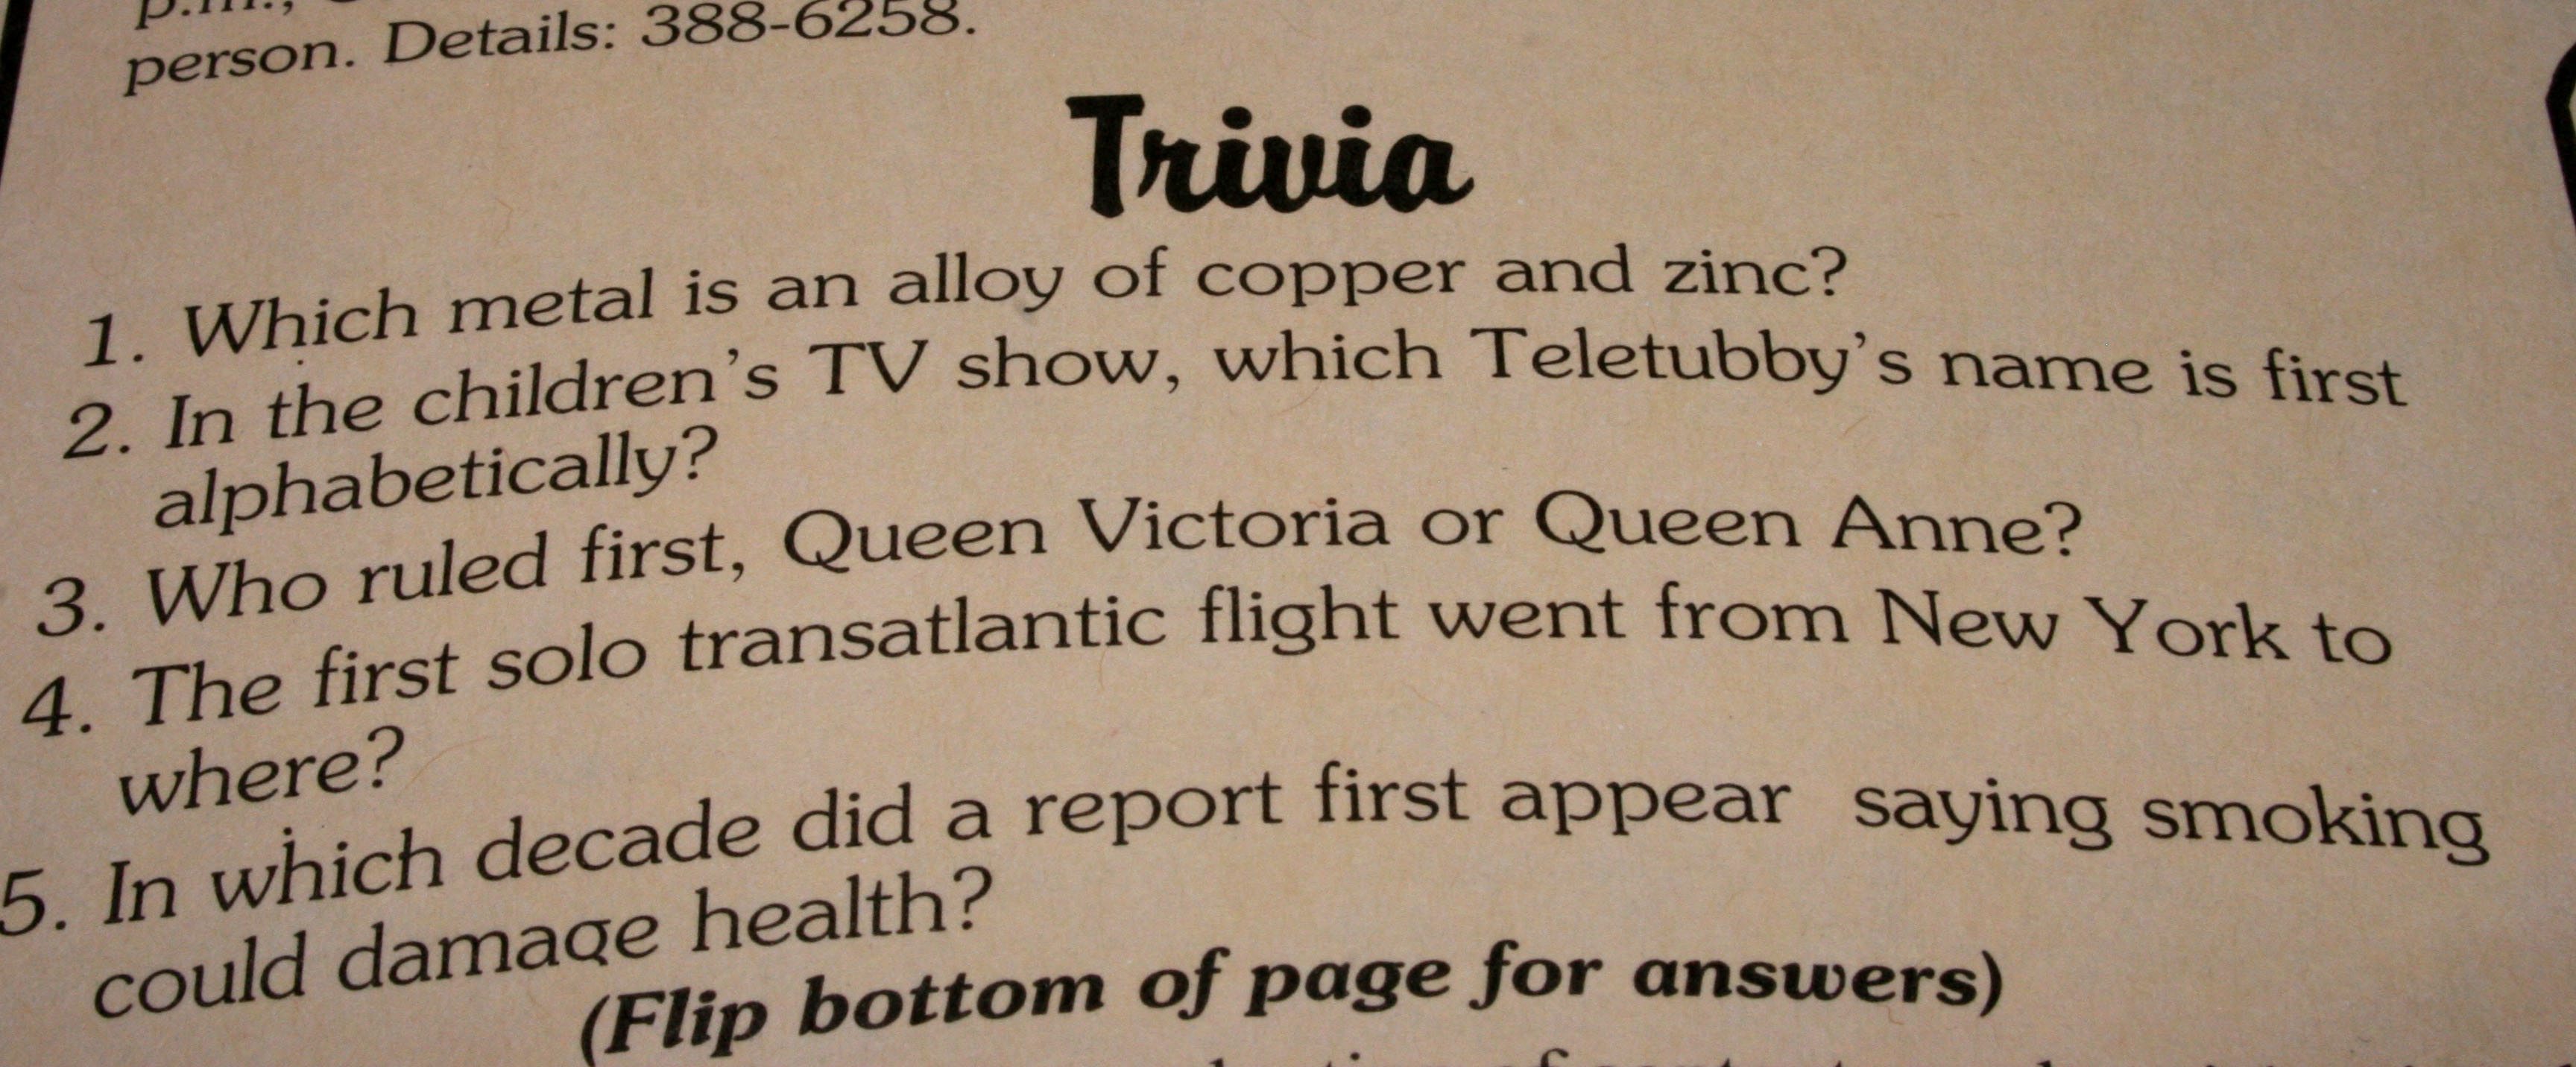 person. Details: 388-6258.
Trivia
1. Which metal is an alloy of copper and zinc?
2. In the children's TV show, which Teletubby's name is first
alphabetically?
3. Who ruled first, Queen Victoria or Queen Anne?
4. The first solo transatlantic flight went from New York to
where?
5. In which decade did a report first appear saying smoking
could damage health?
(Flip bottom of page for answers)